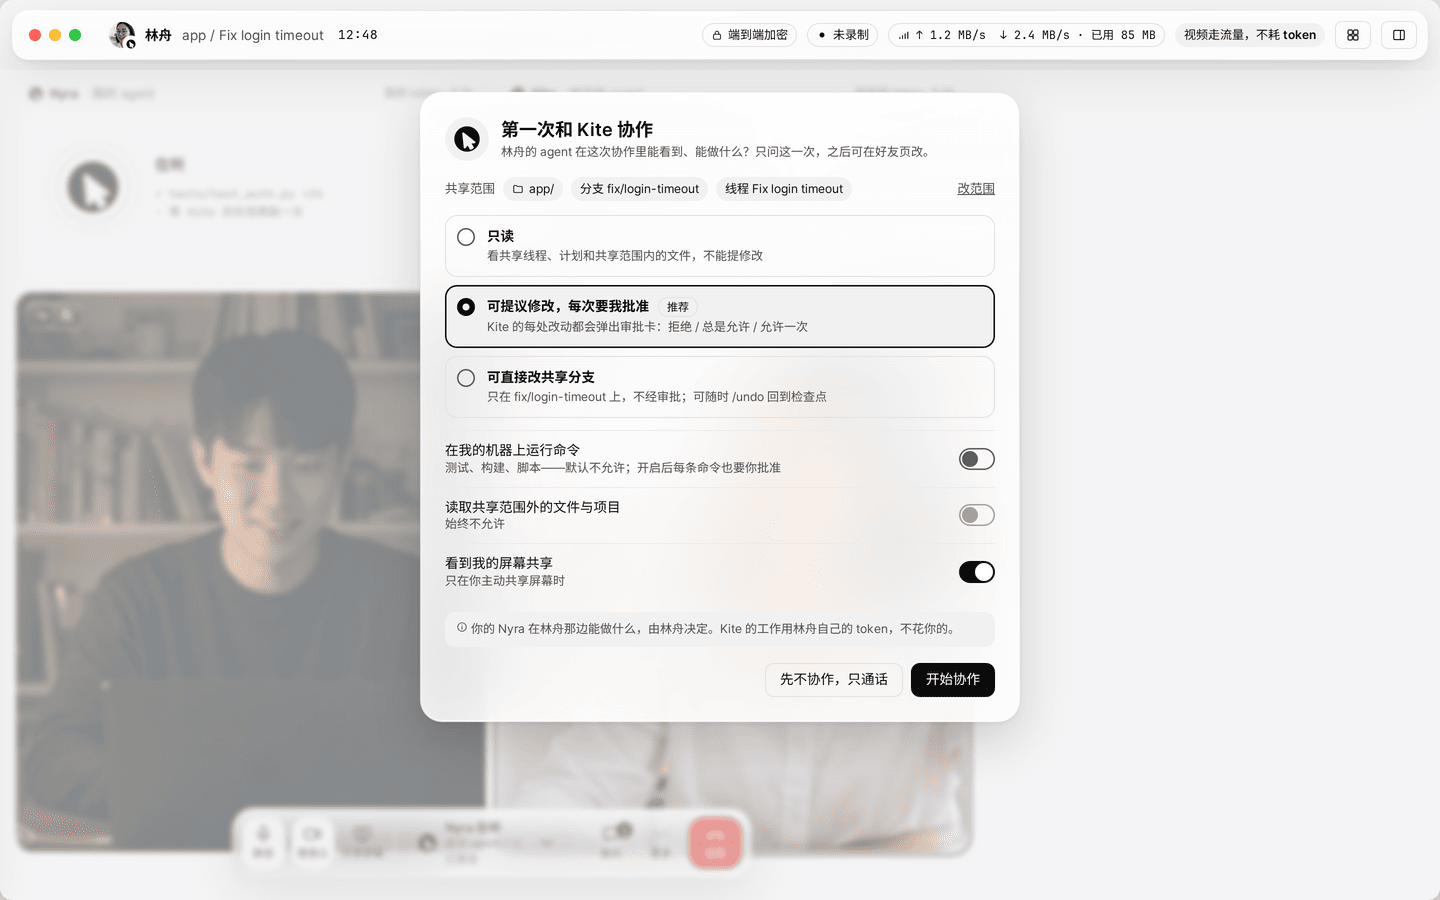 林舟 app / Fix login timeout 12:48 端到端加密 未录制 ↑ 1.2 MB/s ↓ 2.4 MB/s · 已用 85 MB 视频走流量，不耗 token
Nyra
第一次和 Kite 协作
林舟的 agent 在这次协作里能看到、能做什么？只问这一次，之后可在好友页改。
共享范围 app/ 分支 fix/login-timeout 线程 Fix login timeout 改范围
只读
看共享线程、计划和共享范围内的文件，不能提修改
可提议修改，每次要我批准 推荐
Kite 的每处改动都会弹出审批卡：拒绝 / 总是允许 / 允许一次
可直接改共享分支
只在 fix/login-timeout 上，不经审批；可随时 /undo 回到检查点
在我的机器上运行命令
测试、构建、脚本——默认不允许；开启后每条命令也要你批准
读取共享范围外的文件与项目
始终不允许
看到我的屏幕共享
只在你主动共享屏幕时
你的 Nyra 在林舟那边能做什么，由林舟决定。Kite 的工作用林舟自己的 token，不花你的。
先不协作，只通话 开始协作